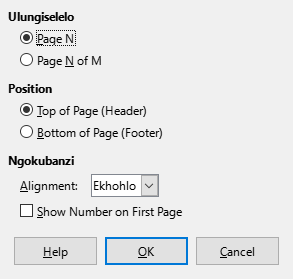 Ulungiselelo
Page N
Page N of M
Position
Top of Page (Header)
Bottom of Page (Footer)
Ngokubanzi
Alignment: Ekhohlo
Show Number on First Page
Help OK Cancel